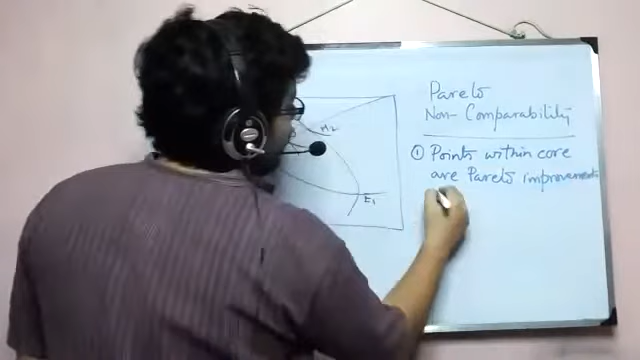 Pareto
Non-Comparability
① Points within core
are Pareto improvements
M2
E1